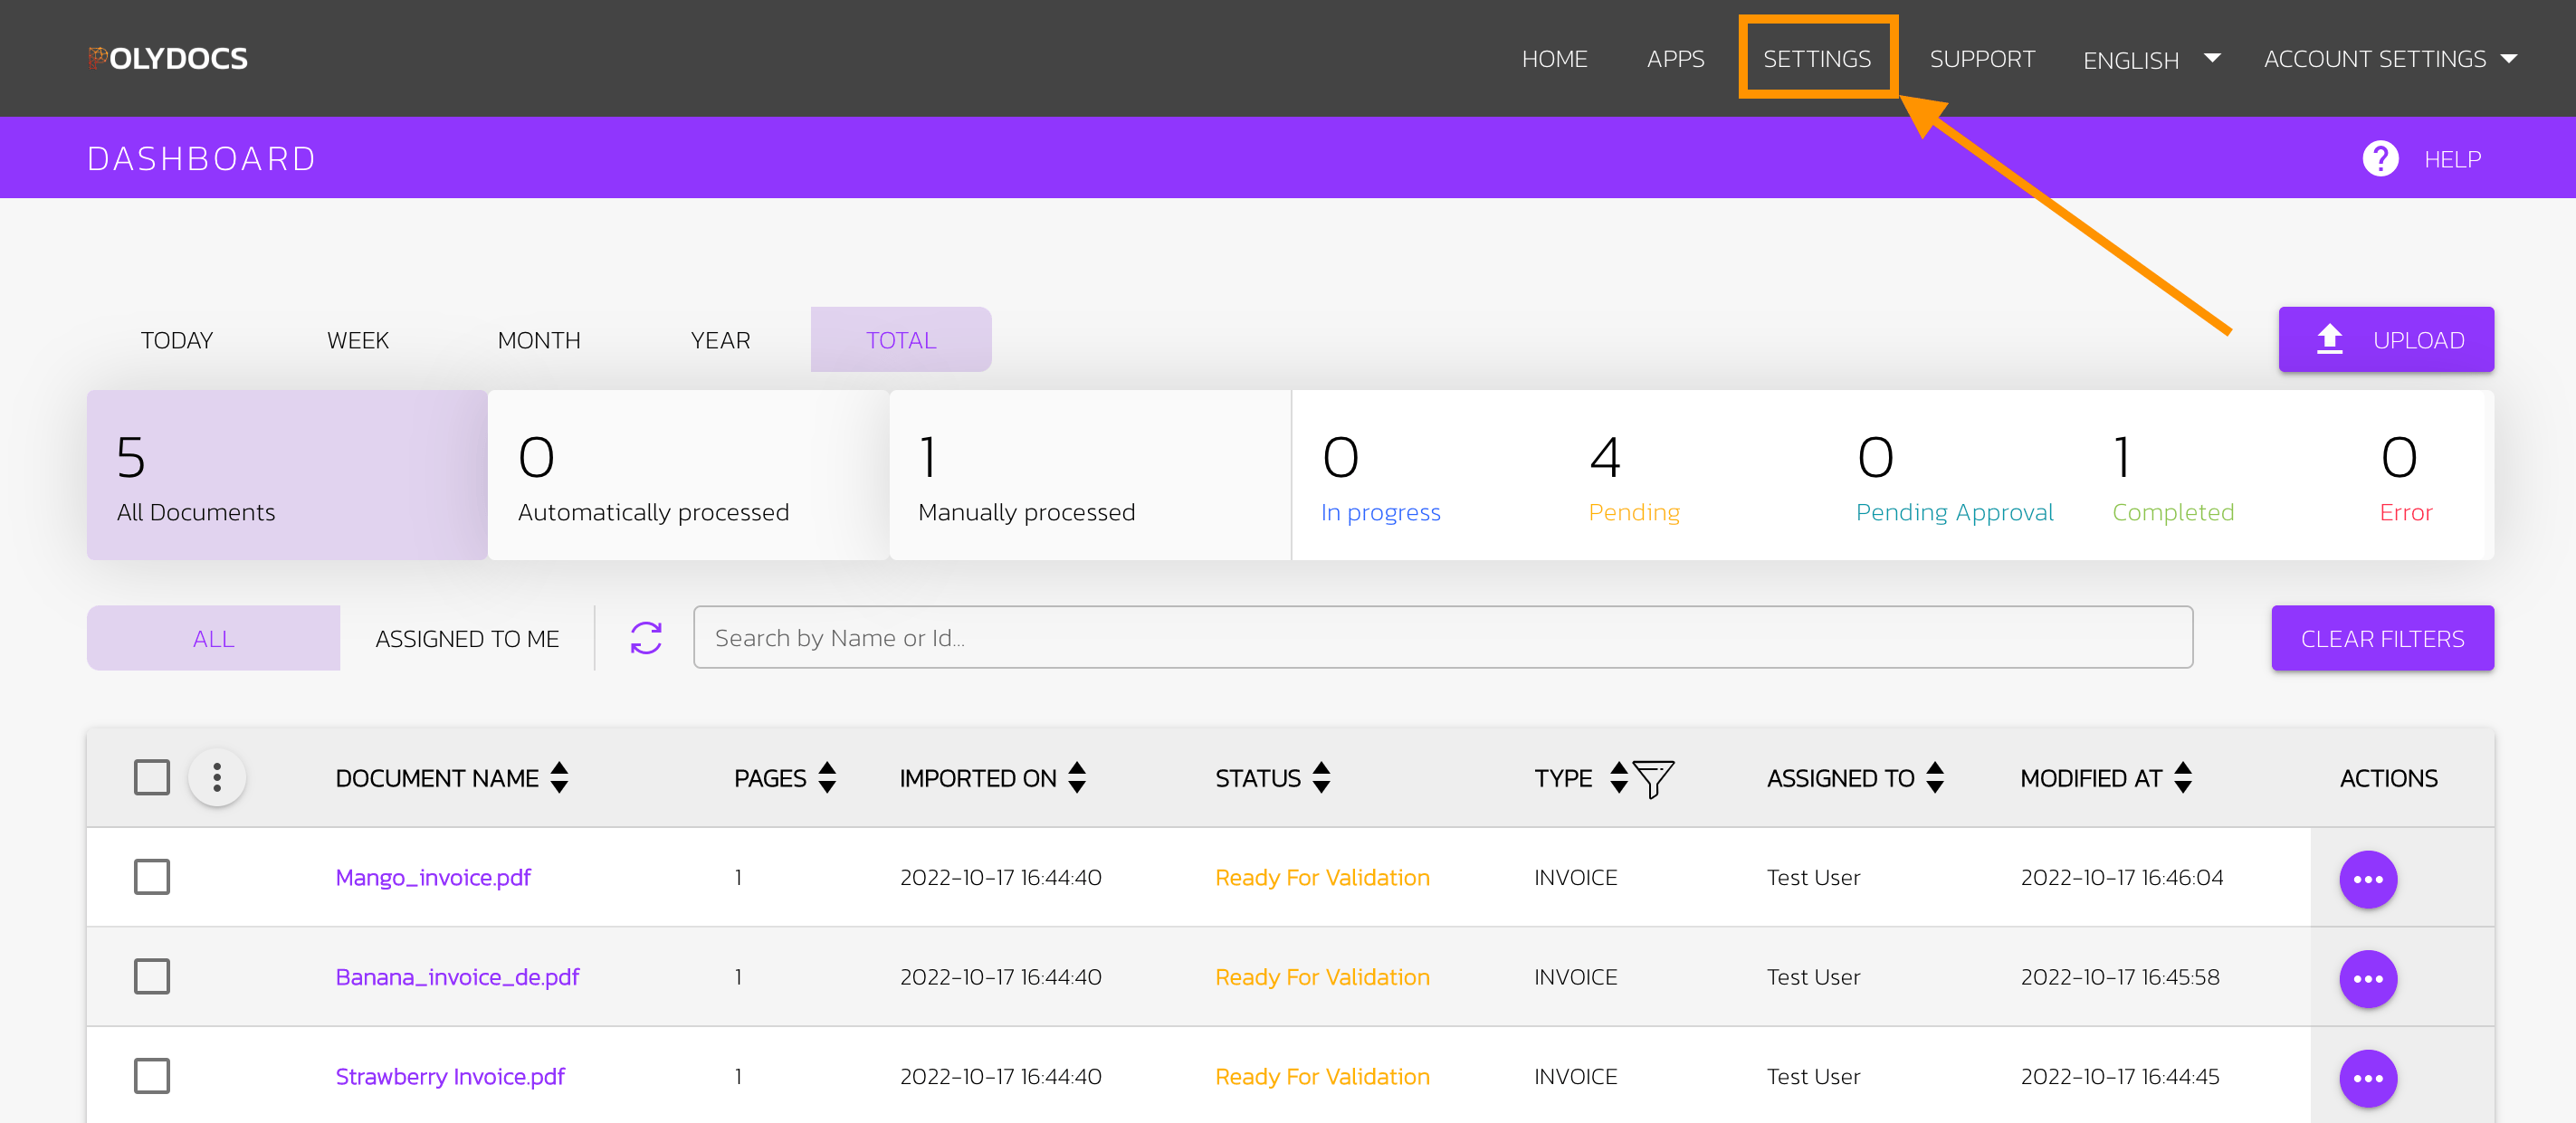 POLYDOCS
HOME APPS SETTINGS SUPPORT ENGLISH ACCOUNT SETTINGS
DASHBOARD
HELP
TODAY WEEK MONTH YEAR TOTAL
UPLOAD
5 0 1 0 4 0 1 0
All Documents Automatically processed Manually processed In progress Pending Pending Approval Completed Error
ALL ASSIGNED TO ME Search by Name or Id... CLEAR FILTERS
DOCUMENT NAME PAGES IMPORTED ON STATUS TYPE ASSIGNED TO MODIFIED AT ACTIONS
Mango_invoice.pdf 1 2022-10-17 16:44:40 Ready For Validation INVOICE Test User 2022-10-17 16:46:04
Banana_invoice_de.pdf 1 2022-10-17 16:44:40 Ready For Validation INVOICE Test User 2022-10-17 16:45:58
Strawberry Invoice.pdf 1 2022-10-17 16:44:40 Ready For Validation INVOICE Test User 2022-10-17 16:44:45